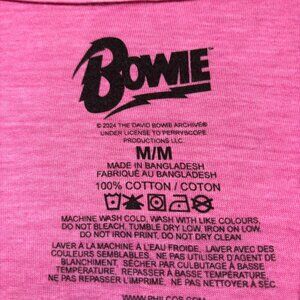 BOWIE™
© 2024 THE DAVID BOWIE ARCHIVE®
UNDER LICENSE TO PERRYSCOPE
PRODUCTIONS LLC.
M/M
MADE IN BANGLADESH
FABRIQUÉ AU BANGLADESH
100% COTTON / COTON
MACHINE WASH COLD, WASH WITH LIKE COLOURS,
DO NOT BLEACH, TUMBLE DRY LOW, IRON ON LOW,
DO NOT IRON PRINT. DO NOT DRY CLEAN.
LAVER A LA MACHINE À L'EAU FROIDE. LAVER AVEC DES
COULEURS SEMBLABLES. NE PAS UTILISER D'AGENT DE
BLANCHIMENT. SÉCHER PAR CULBUTAGE À BASSE
TEMPÉRATURE, REPASSER À BASSE TEMPÉRATURE.
NE PAS REPASSER L'IMPRIMÉ. NE PAS NETTOYER À SEC.